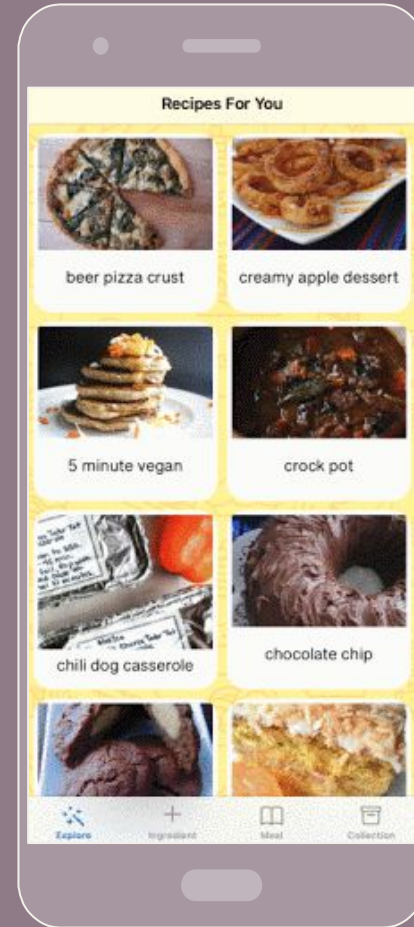 Recipes For You
beer pizza crust
creamy apple dessert
5 minute vegan
crock pot
chili dog casserole
chocolate chip
Explore
Ingredient
Meal
Collection